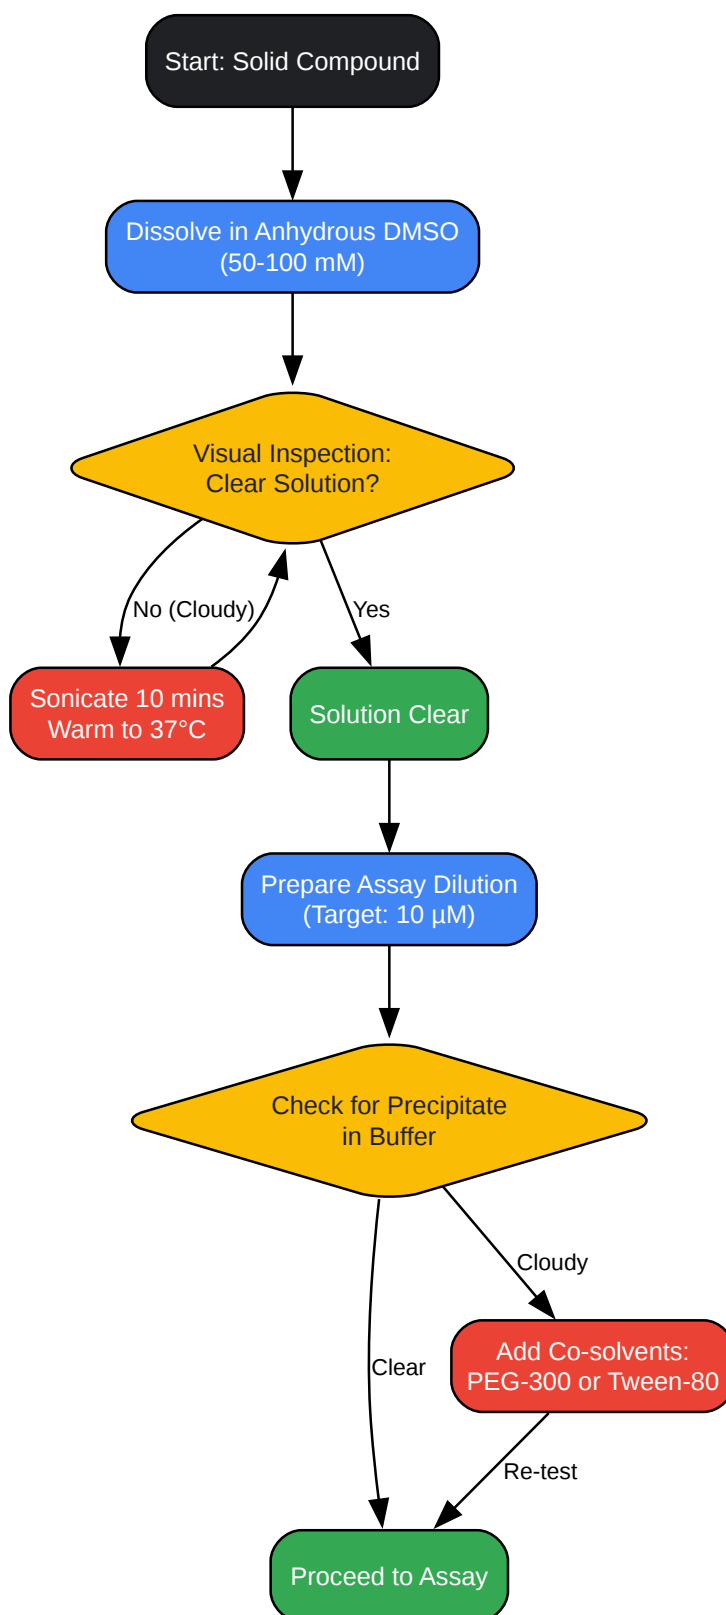 Start: Solid Compound
Dissolve in Anhydrous DMSO
(50-100 mM)
Visual Inspection:
Clear Solution?
No (Cloudy)
Yes
Sonicate 10 mins
Warm to 37°C
Solution Clear
Prepare Assay Dilution
(Target: 10 µM)
Check for Precipitate
in Buffer
Cloudy
Add Co-solvents:
PEG-300 or Tween-80
Clear
Re-test
Proceed to Assay